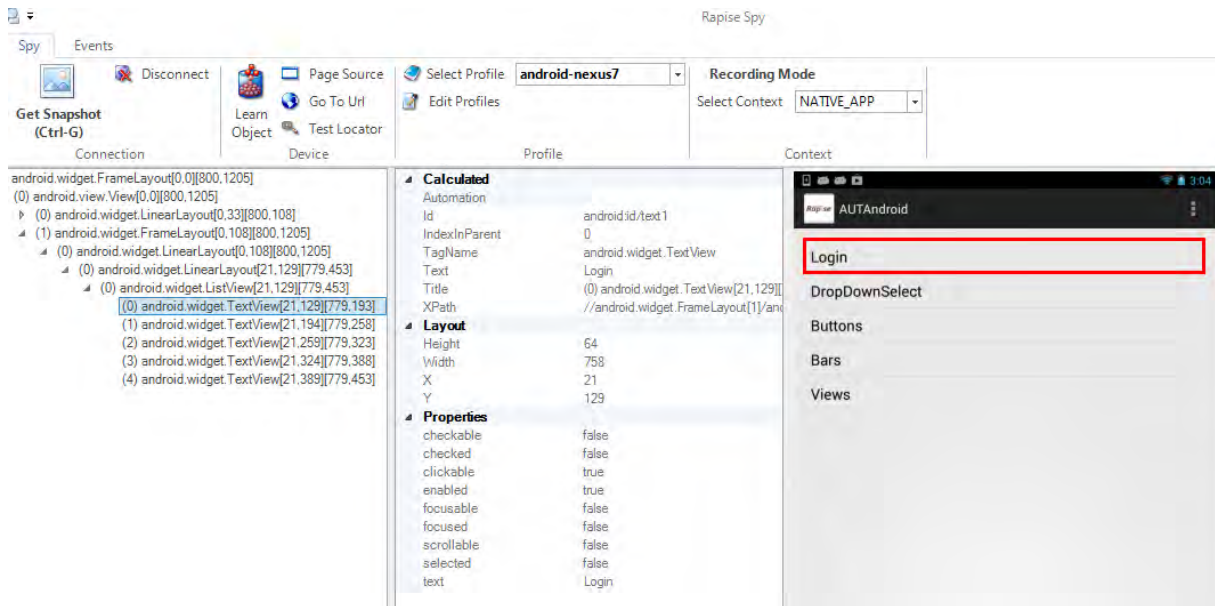 Rapise Spy
Spy Events
Get Snapshot
(Ctrl-G)
Disconnect
Connection
Learn
Object
Page Source
Go To Url
Test Locator
Device
Select Profile android-nexus7
Edit Profiles
Profile
Recording Mode
Select Context NATIVE_APP
Context
android.widget.FrameLayout[0,0][800,1205]
(0) android.view.View[0,0][800,1205]
(0) android.widget.LinearLayout[0,33][800,108]
(1) android.widget.FrameLayout[0,108][800,1205]
(0) android.widget.LinearLayout[0,108][800,1205]
(0) android.widget.LinearLayout[21,129][779,453]
(0) android.widget.ListView[21,129][779,453]
(0) android.widget.TextView[21,129][779,193]
(1) android.widget.TextView[21,194][779,258]
(2) android.widget.TextView[21,259][779,323]
(3) android.widget.TextView[21,324][779,388]
(4) android.widget.TextView[21,389][779,453]
Calculated
Automation
Id android:id/text1
IndexInParent 0
TagName android.widget.TextView
Text Login
Title (0) android.widget.TextView[21,129][
XPath //android.widget.FrameLayout[1]/an
Layout
Height 64
Width 758
X 21
Y 129
Properties
checkable false
checked false
clickable true
enabled true
focusable false
focused false
scrollable false
selected false
text Login
3:04
Rapise AUTAndroid
Login
DropDownSelect
Buttons
Bars
Views